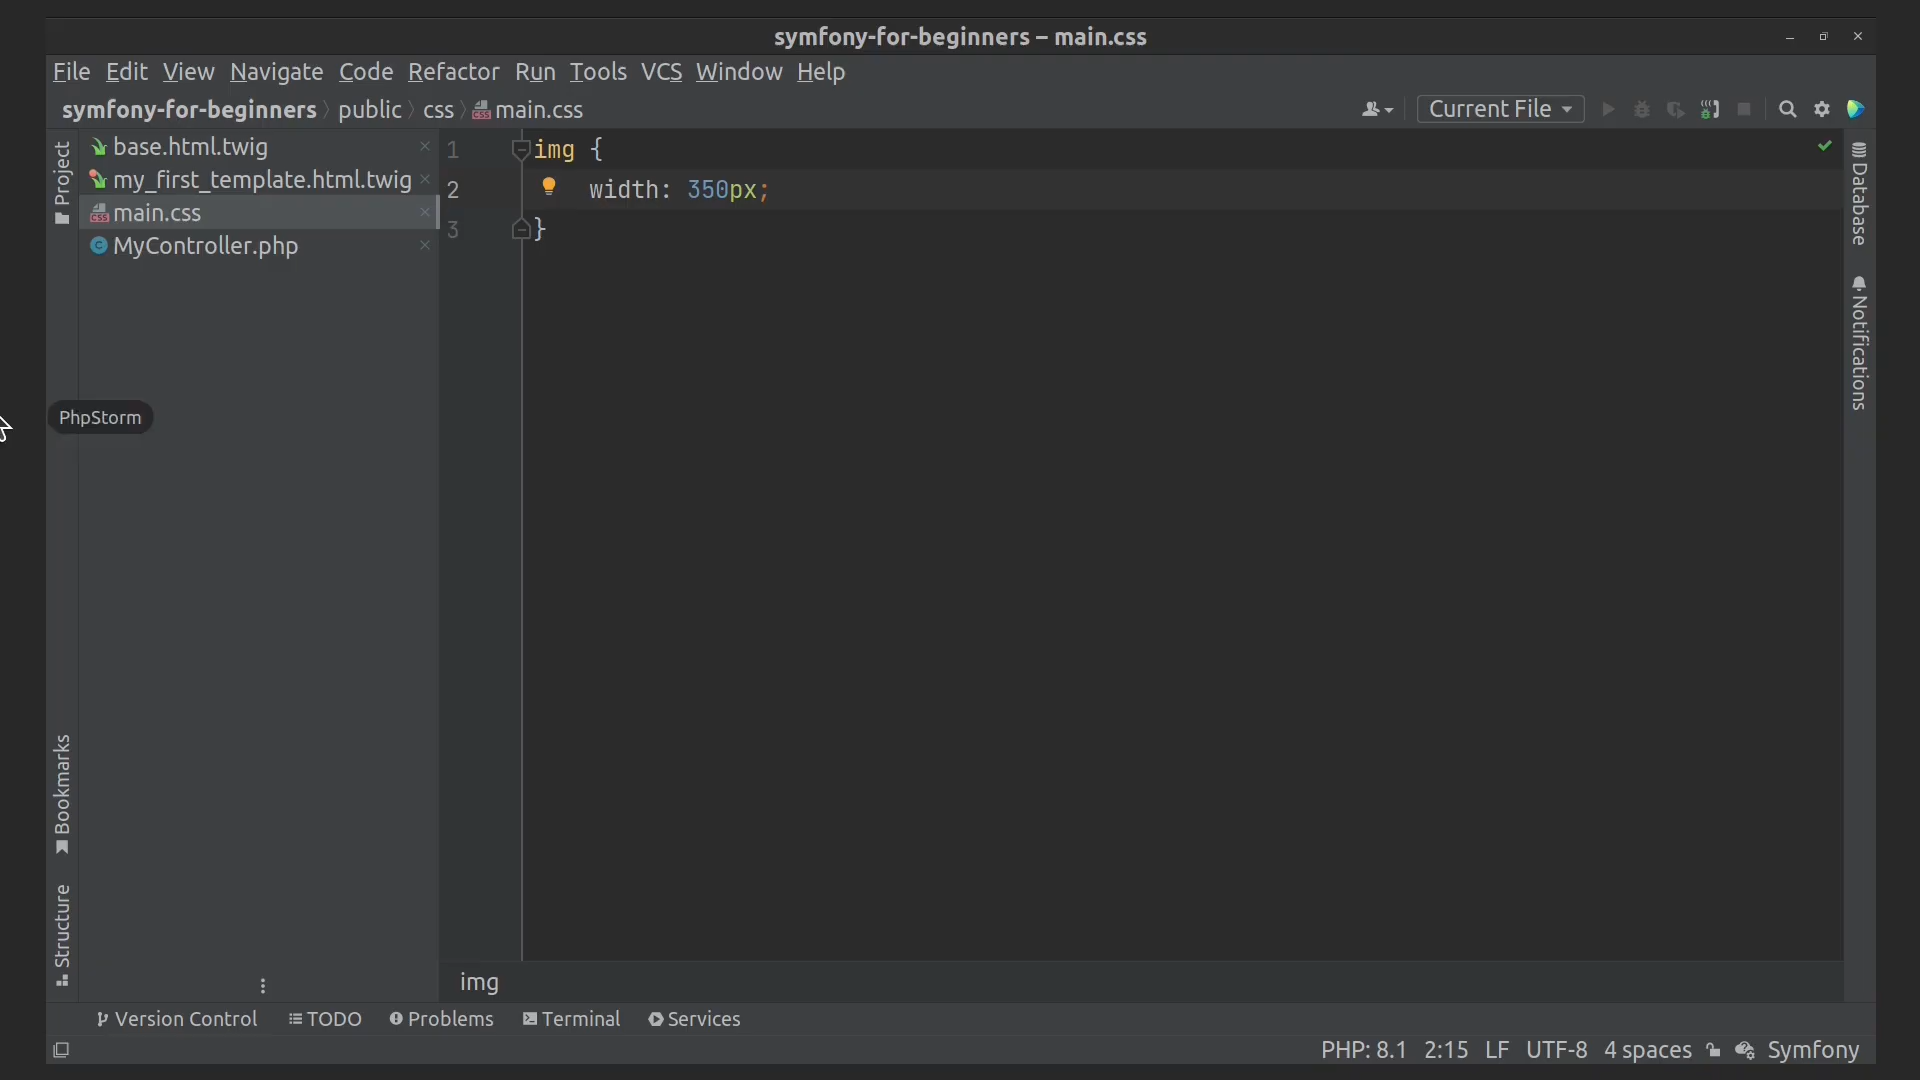 symfony-for-beginners – main.css
File Edit View Navigate Code Refactor Run Tools VCS Window Help
symfony-for-beginners public css main.css
Current File
Project
base.html.twig
my_first_template.html.twig
main.css
MyController.php
1 img {
2 width: 350px;
3 }
Database
Notifications
PhpStorm
Bookmarks
Structure
img
Version Control TODO Problems Terminal Services
PHP: 8.1 2:15 LF UTF-8 4 spaces Symfony